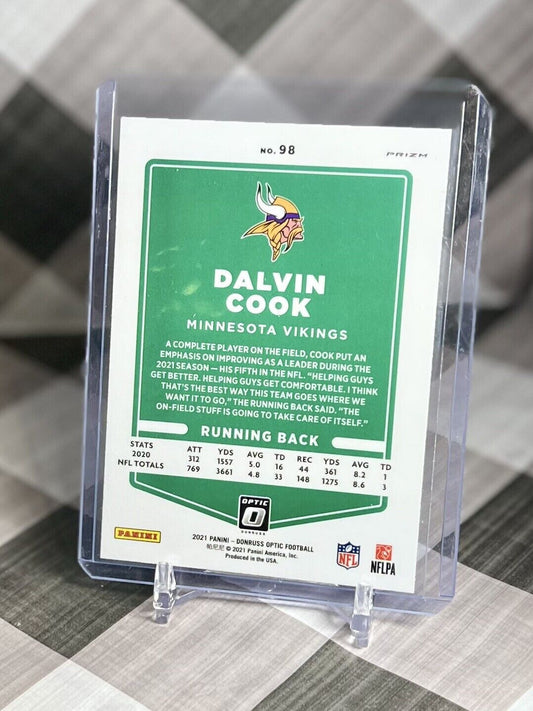 NO. 98
PRIZM
DALVIN
COOK
MINNESOTA VIKINGS
A COMPLETE PLAYER ON THE FIELD, COOK PUT AN
EMPHASIS ON IMPROVING AS A LEADER DURING THE
2021 SEASON — HIS FIFTH IN THE NFL. "HELPING GUYS
GET BETTER. HELPING GUYS GET COMFORTABLE. I THINK
THAT'S THE BEST WAY THIS TEAM GOES WHERE WE
WANT IT TO GO," THE RUNNING BACK SAID. "THE
ON-FIELD STUFF IS GOING TO TAKE CARE OF ITSELF."
RUNNING BACK
STATS ATT YDS AVG TD REC YDS AVG TD
2020 312 1557 5.0 16 44 361 8.2 1
NFL TOTALS 769 3661 4.8 33 148 1275 8.6 3
OPTIC
DONRUSS
PANINI
2021 PANINI – DONRUSS OPTIC FOOTBALL
帕尼尼 © 2021 Panini America, Inc.
Produced in the USA.
NFL
NFLPA